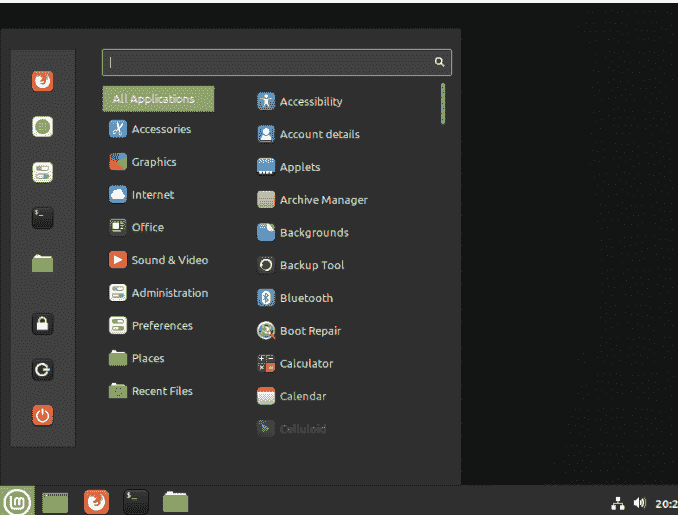 All Applications
Accessories
Graphics
Internet
Office
Sound & Video
Administration
Preferences
Places
Recent Files
Accessibility
Account details
Applets
Archive Manager
Backgrounds
Backup Tool
Bluetooth
Boot Repair
Calculator
Calendar
Celluloid
20:2